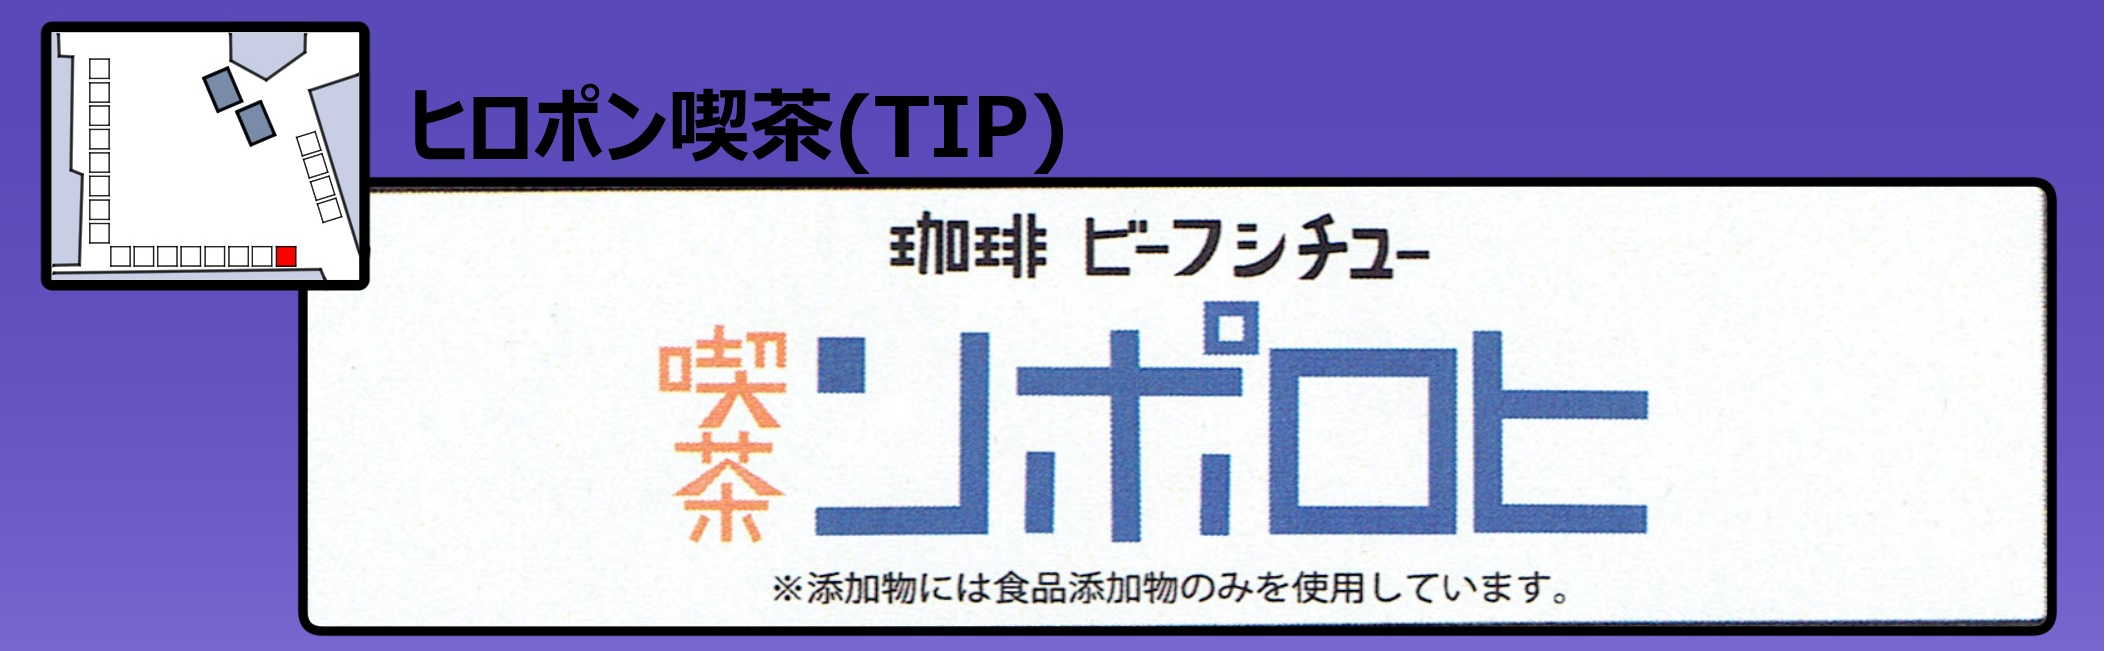 ヒロポン喫茶(TIP)
珈琲 ビーフシチュー
ヒロポン喫茶
※添加物には食品添加物のみを使用しています。